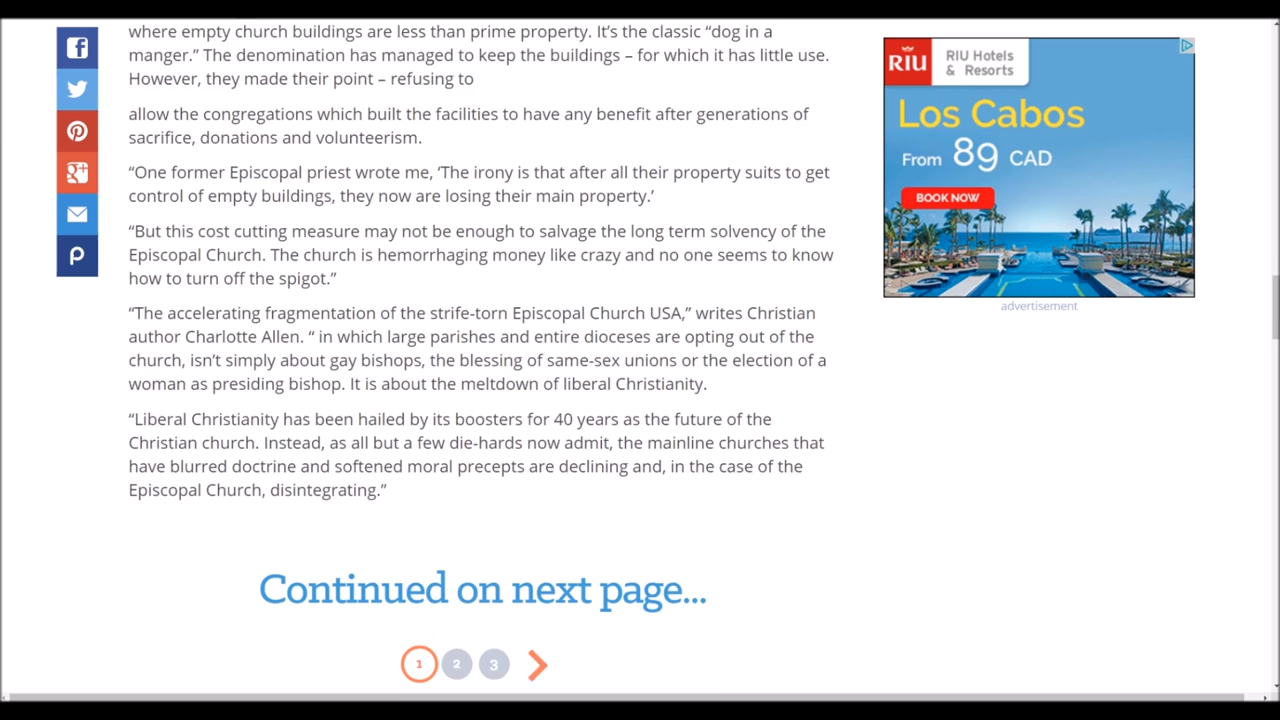 where empty church buildings are less than prime property. It’s the classic “dog in a
manger.” The denomination has managed to keep the buildings – for which it has little use.
However, they made their point – refusing to
allow the congregations which built the facilities to have any benefit after generations of
sacrifice, donations and volunteerism.
“One former Episcopal priest wrote me, ‘The irony is that after all their property suits to get
control of empty buildings, they now are losing their main property.’
“But this cost cutting measure may not be enough to salvage the long term solvency of the
Episcopal Church. The church is hemorrhaging money like crazy and no one seems to know
how to turn off the spigot.”
“The accelerating fragmentation of the strife-torn Episcopal Church USA,” writes Christian
author Charlotte Allen. “ in which large parishes and entire dioceses are opting out of the
church, isn’t simply about gay bishops, the blessing of same-sex unions or the election of a
woman as presiding bishop. It is about the meltdown of liberal Christianity.
“Liberal Christianity has been hailed by its boosters for 40 years as the future of the
Christian church. Instead, as all but a few die-hards now admit, the mainline churches that
have blurred doctrine and softened moral precepts are declining and, in the case of the
Episcopal Church, disintegrating.”
Continued on next page...
1 2 3
RIU
RIU Hotels
& Resorts
Los Cabos
From 89 CAD
BOOK NOW
advertisement